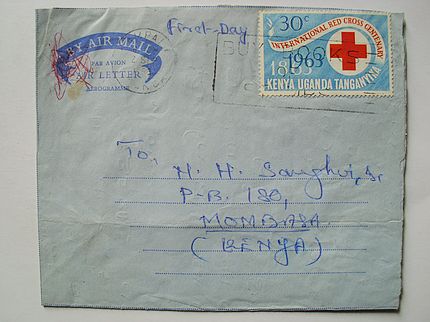 First-Day
BY AIR MAIL
PAR AVION
AIR LETTER
AEROGRAMME
30c
INTERNATIONAL RED CROSS CENTENARY
1863
1963
KENYA UGANDA TANGANYIKA
To,
H. H. Sanghvi, Sr
P-B. 180,
MOMBASA
(KENYA)